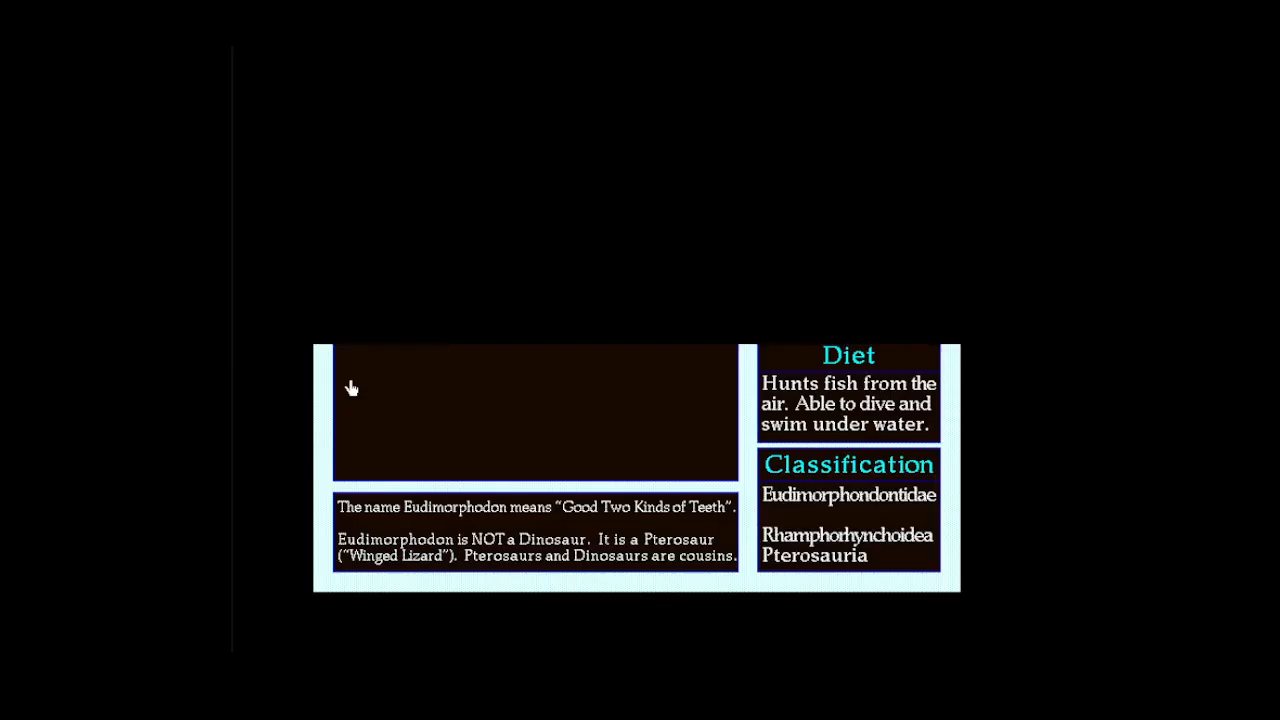 Diet
Hunts fish from the
air. Able to dive and
swim under water.
Classification
Eudimorphondontidae
Rhamphorhynchoidea
Pterosauria
The name Eudimorphodon means “Good Two Kinds of Teeth”.
Eudimorphodon is NOT a Dinosaur. It is a Pterosaur
(“Winged Lizard”). Pterosaurs and Dinosaurs are cousins.